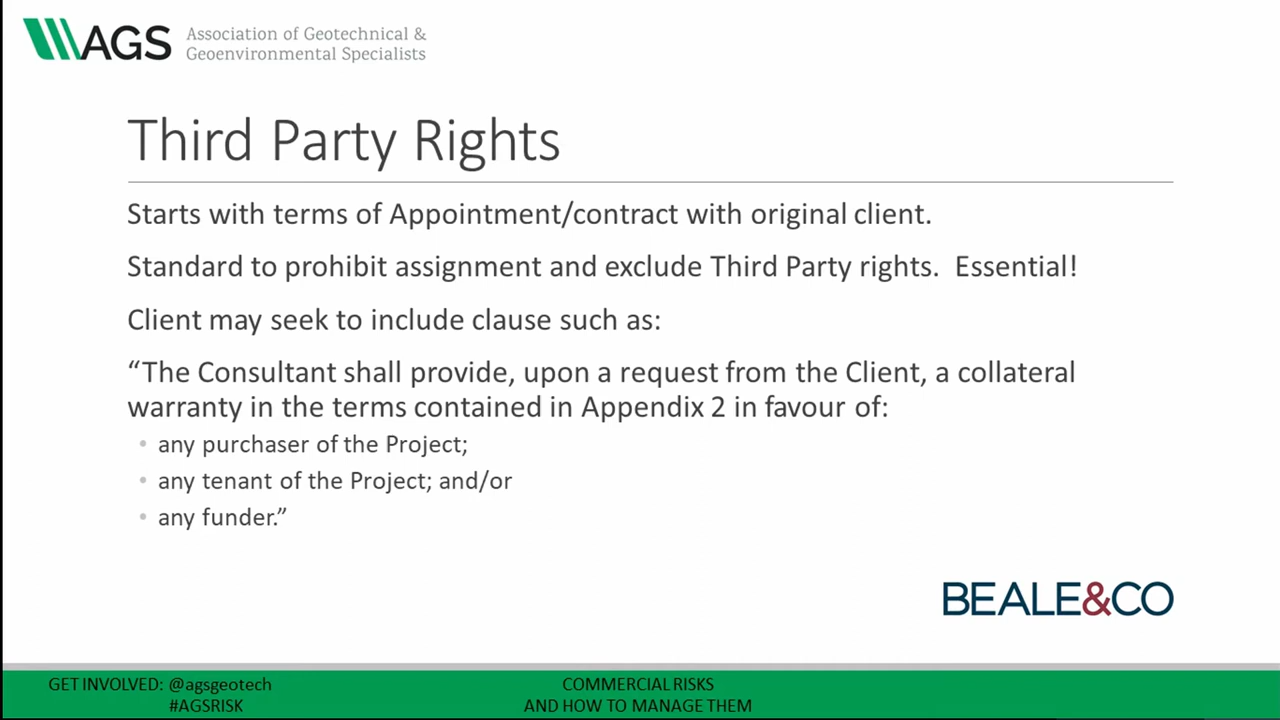 AGS
Association of Geotechnical &
Geoenvironmental Specialists
Third Party Rights
Starts with terms of Appointment/contract with original client.
Standard to prohibit assignment and exclude Third Party rights.  Essential!
Client may seek to include clause such as:
“The Consultant shall provide, upon a request from the Client, a collateral
warranty in the terms contained in Appendix 2 in favour of:
• any purchaser of the Project;
• any tenant of the Project; and/or
• any funder.”
BEALE&CO
GET INVOLVED: @agsgeotech
#AGSRISK
COMMERCIAL RISKS
AND HOW TO MANAGE THEM